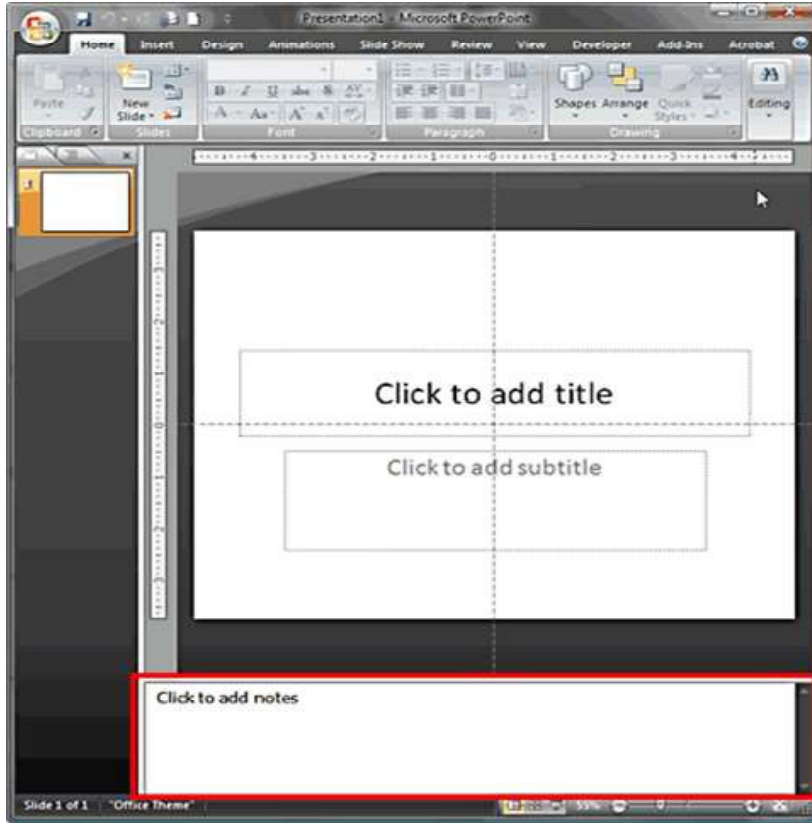 Presentation1 - Microsoft PowerPoint
Home Insert Design Animations Slide Show Review View Developer Add-Ins Acrobat
Paste New Slide Shapes Arrange Quick Styles Editing
Clipboard Slides Font Paragraph Drawing
Click to add title
Click to add subtitle
Click to add notes
Slide 1 of 1 "Office Theme" 55%